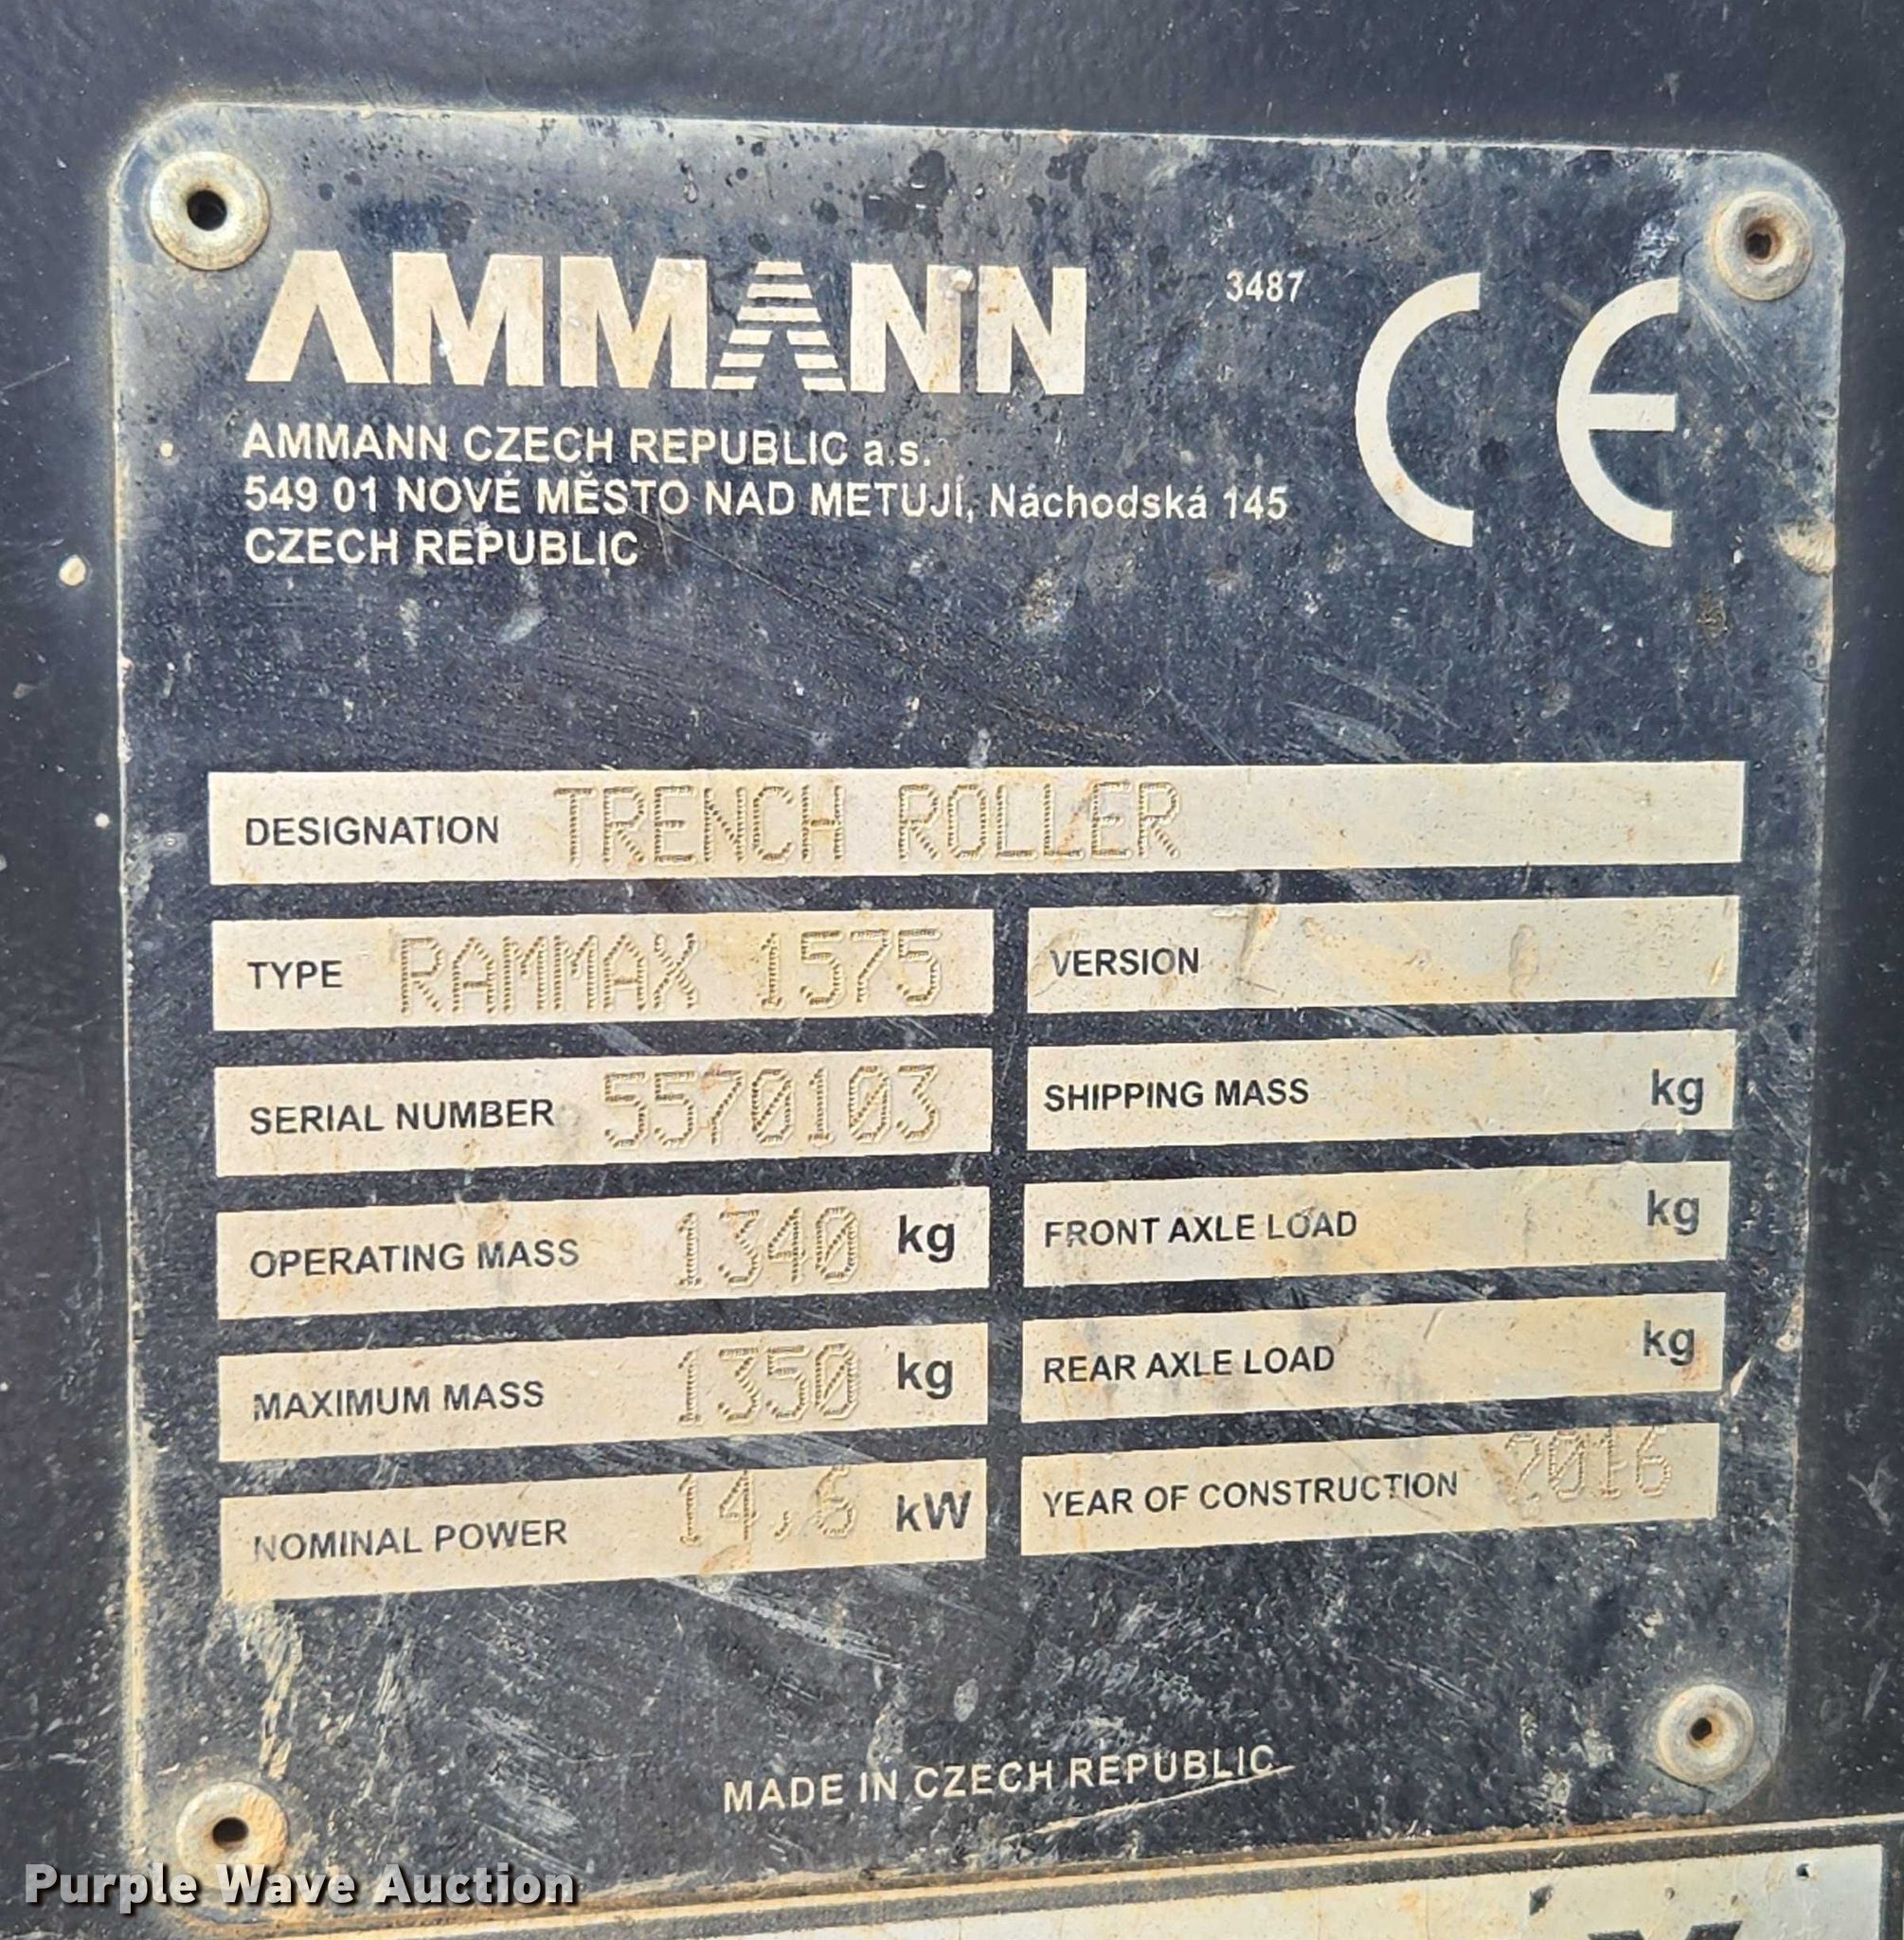 AMMANN
3487
CE
AMMANN CZECH REPUBLIC a.s.
549 01 NOVÉ MĚSTO NAD METUJÍ, Náchodská 145
CZECH REPUBLIC
DESIGNATION TRENCH ROLLER
TYPE RAMMAX 1575
VERSION
SERIAL NUMBER 5570103
SHIPPING MASS kg
OPERATING MASS 1340 kg
FRONT AXLE LOAD kg
MAXIMUM MASS 1350 kg
REAR AXLE LOAD kg
NOMINAL POWER 14,6 kW
YEAR OF CONSTRUCTION 2016
MADE IN CZECH REPUBLIC
Purple Wave Auction